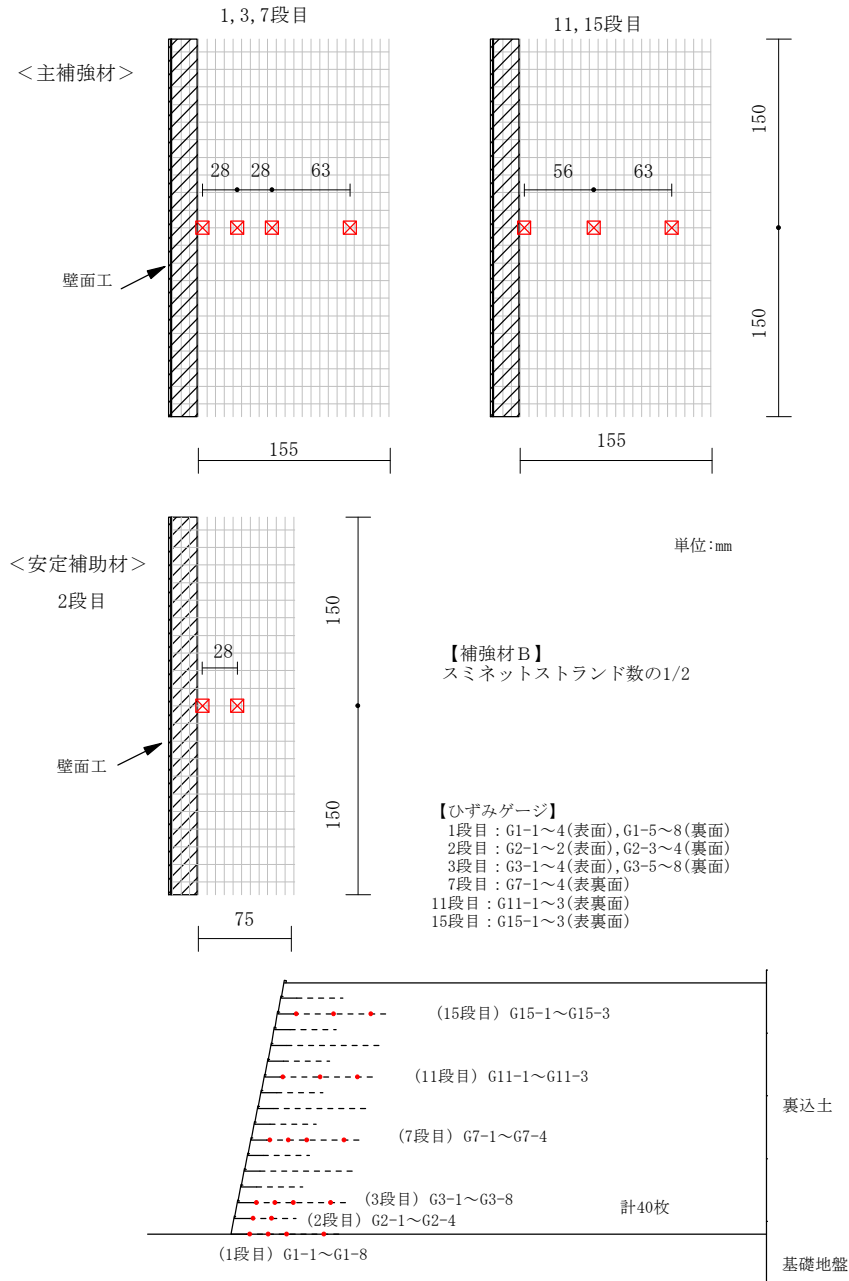 1,3,7段目
11,15段目
＜主補強材＞
28
28
63
56
63
150
150
壁面工
155
155
＜安定補助材＞
2段目
単位:mm
28
150
150
【補強材Ｂ】
スミネットストランド数の1/2
壁面工
75
【ひずみゲージ】
1段目：G1-1～4(表面),G1-5～8(裏面)
2段目：G2-1～2(表面),G2-3～4(裏面)
3段目：G3-1～4(表面),G3-5～8(裏面)
7段目：G7-1～4(表裏面)
11段目：G11-1～3(表裏面)
15段目：G15-1～3(表裏面)
(15段目) G15-1～G15-3
(11段目) G11-1～G11-3
裏込土
(7段目) G7-1～G7-4
(3段目) G3-1～G3-8
計40枚
(2段目) G2-1～G2-4
(1段目) G1-1～G1-8
基礎地盤